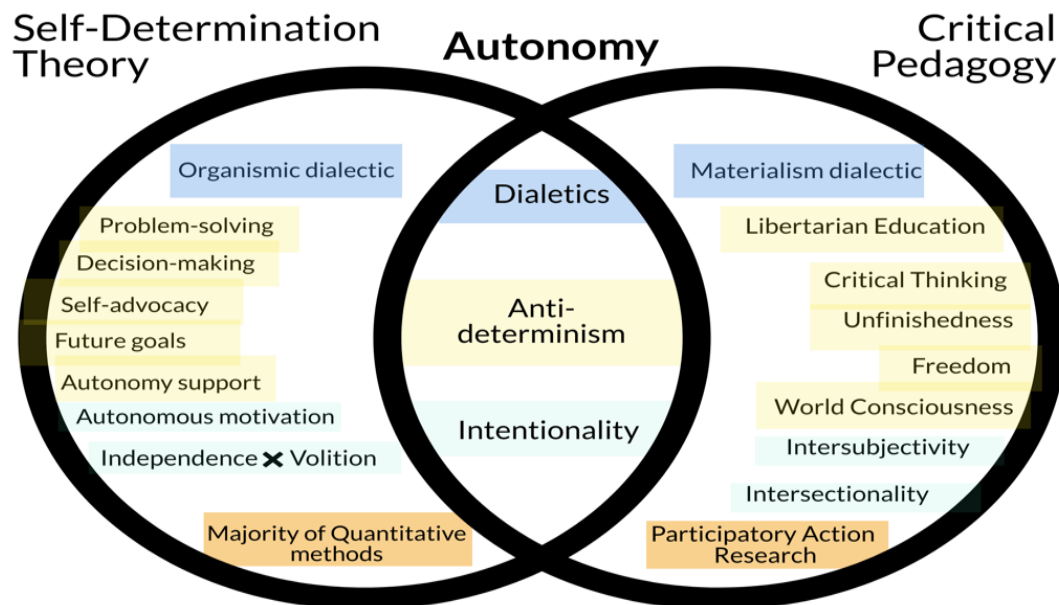 Self-Determination
Theory
Autonomy
Critical
Pedagogy
Organismic dialectic
Problem-solving
Decision-making
Self-advocacy
Future goals
Autonomy support
Autonomous motivation
Independence ✖ Volition
Majority of Quantitative
methods
Dialetics
Anti-
determinism
Intentionality
Materialism dialectic
Libertarian Education
Critical Thinking
Unfinishedness
Freedom
World Consciousness
Intersubjectivity
Intersectionality
Participatory Action
Research